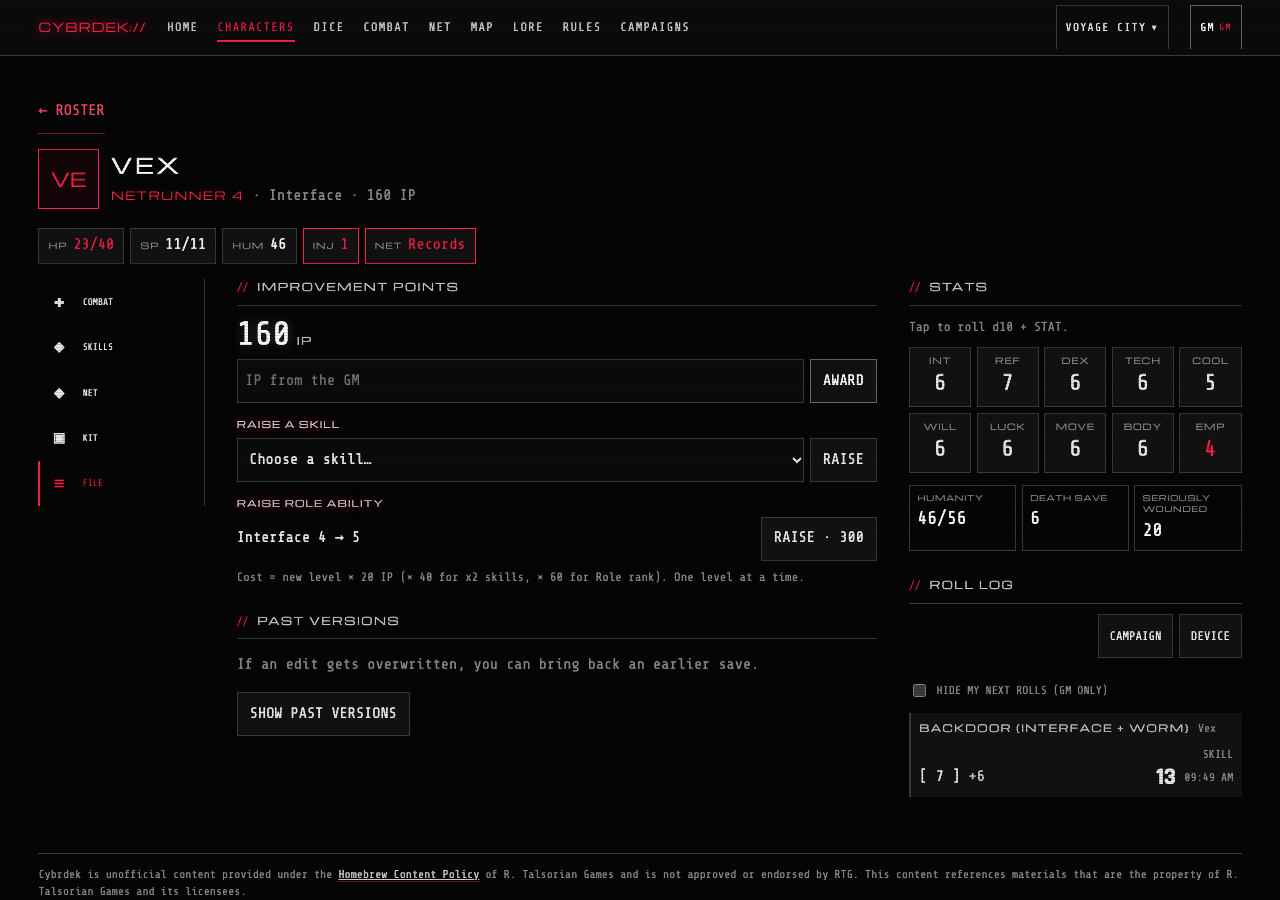 CYBRDEK:// HOME CHARACTERS DICE COMBAT NET MAP LORE RULES CAMPAIGNS VOYAGE CITY ▾ GM GM
← ROSTER
VE
VEX
NETRUNNER 4 · Interface · 160 IP
HP 23/40 SP 11/11 HUM 46 INJ 1 NET Records
✚ COMBAT
◈ SKILLS
◆ NET
▣ KIT
≡ FILE
// IMPROVEMENT POINTS
160 IP
IP from the GM AWARD
RAISE A SKILL
Choose a skill… RAISE
RAISE ROLE ABILITY
Interface 4 → 5 RAISE · 300
Cost = new level × 20 IP (× 40 for x2 skills, × 60 for Role rank). One level at a time.
// PAST VERSIONS
If an edit gets overwritten, you can bring back an earlier save.
SHOW PAST VERSIONS
// STATS
Tap to roll d10 + STAT.
INT REF DEX TECH COOL
6 7 6 6 5
WILL LUCK MOVE BODY EMP
6 6 6 6 4
HUMANITY DEATH SAVE SERIOUSLY WOUNDED
46/56 6 20
// ROLL LOG
CAMPAIGN DEVICE
HIDE MY NEXT ROLLS (GM ONLY)
BACKDOOR (INTERFACE + WORM) Vex
SKILL
[ 7 ] +6 13 09:49 AM
Cybrdek is unofficial content provided under the Homebrew Content Policy of R. Talsorian Games and is not approved or endorsed by RTG. This content references materials that are the property of R.
Talsorian Games and its licensees.